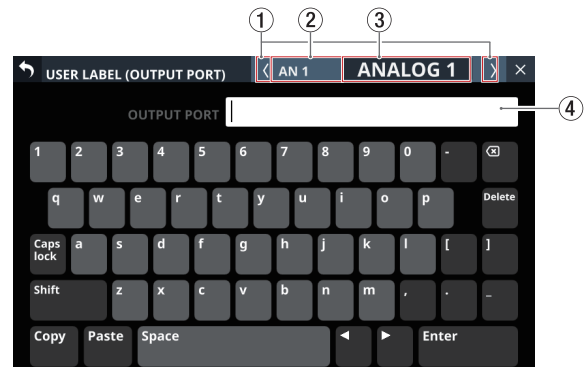 ① ② ③
USER LABEL (OUTPUT PORT) < AN 1 ANALOG 1 > ×
OUTPUT PORT ④
1 2 3 4 5 6 7 8 9 0 -
q w e r t y u i o p Delete
Caps lock a s d f g h j k l [ ]
Shift z x c v b n m , . _
Copy Paste Space ◀ ▶ Enter